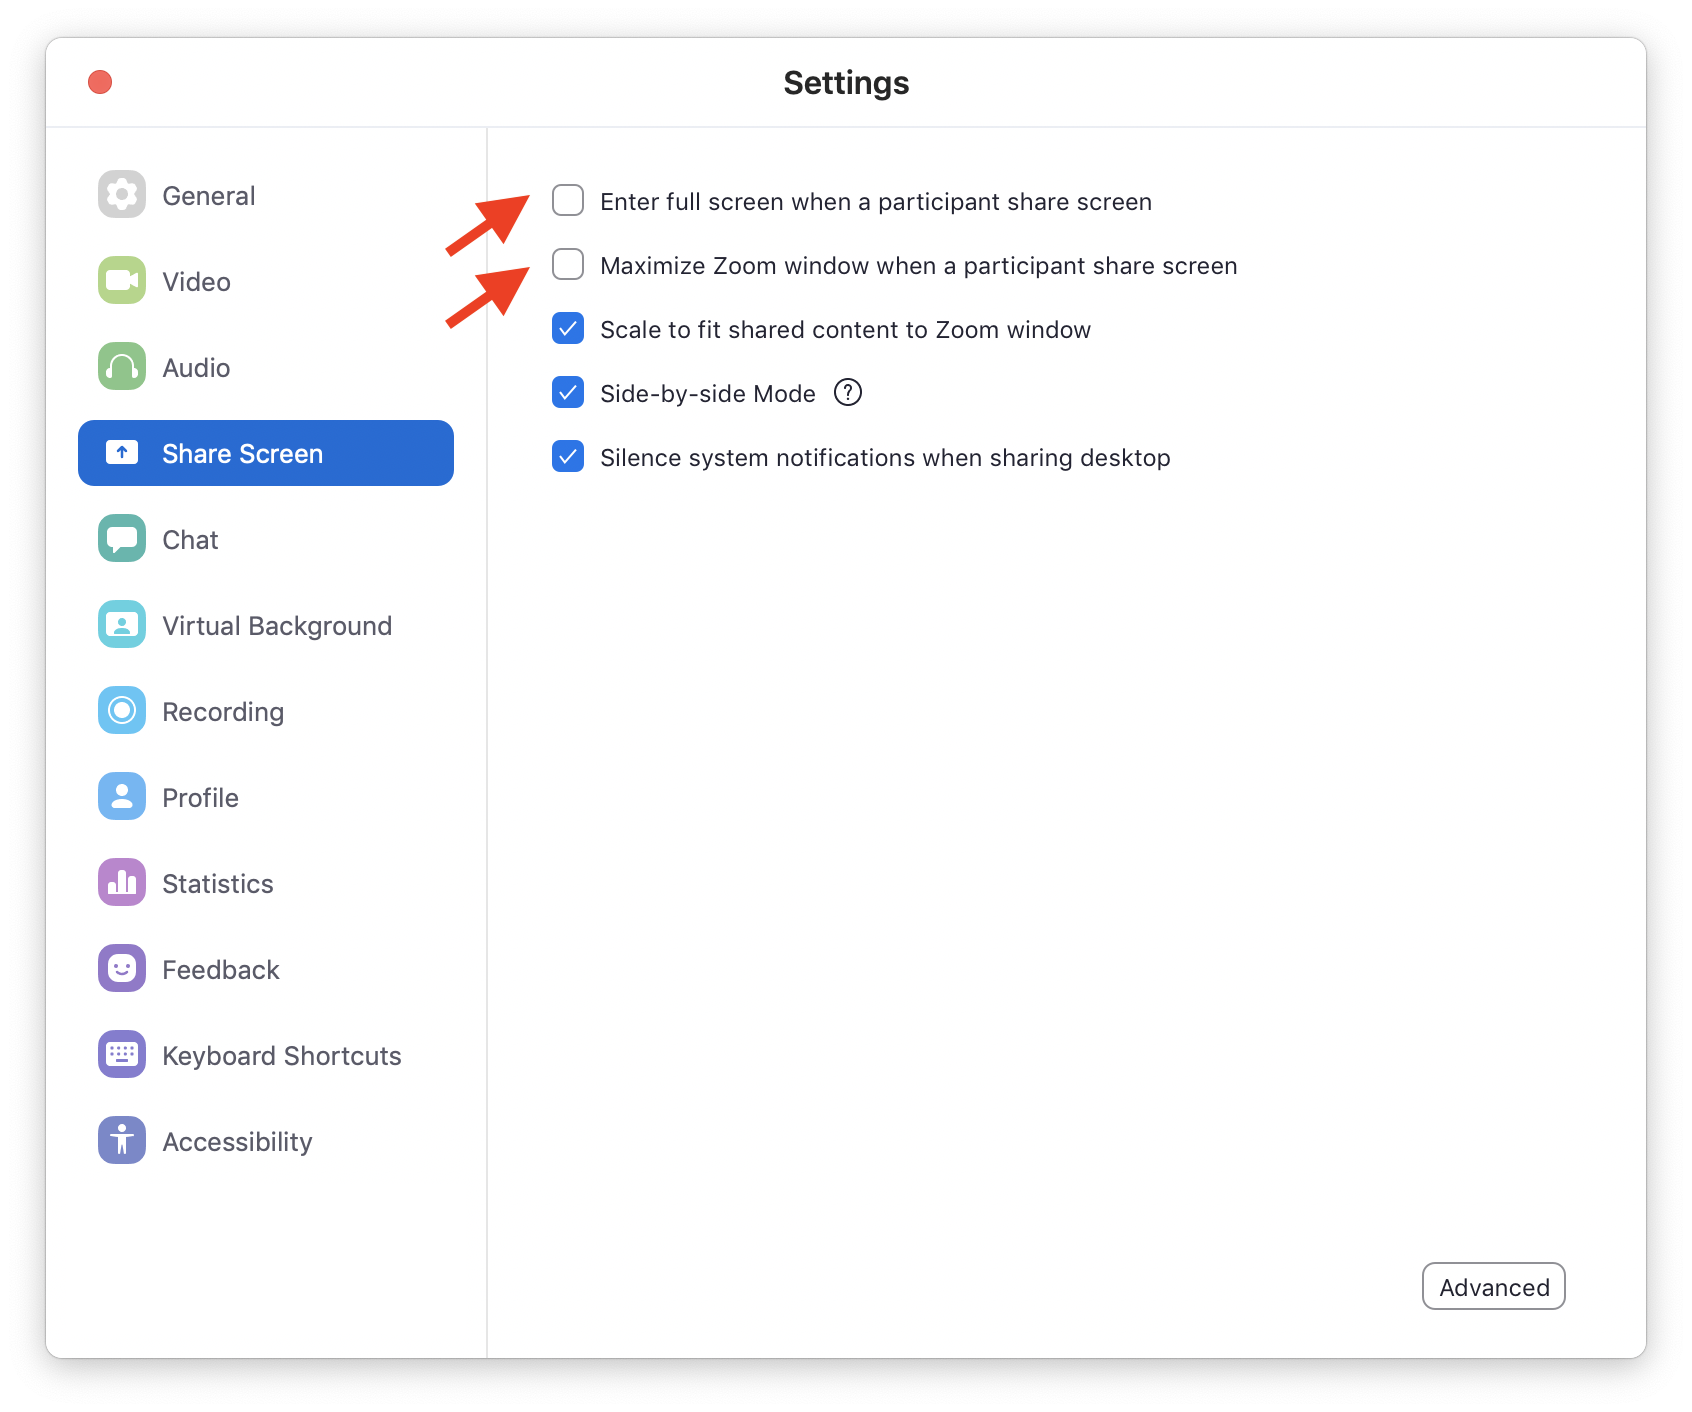 Settings
General
Video
Audio
Share Screen
Chat
Virtual Background
Recording
Profile
Statistics
Feedback
Keyboard Shortcuts
Accessibility
Enter full screen when a participant share screen
Maximize Zoom window when a participant share screen
Scale to fit shared content to Zoom window
Side-by-side Mode ?
Silence system notifications when sharing desktop
Advanced